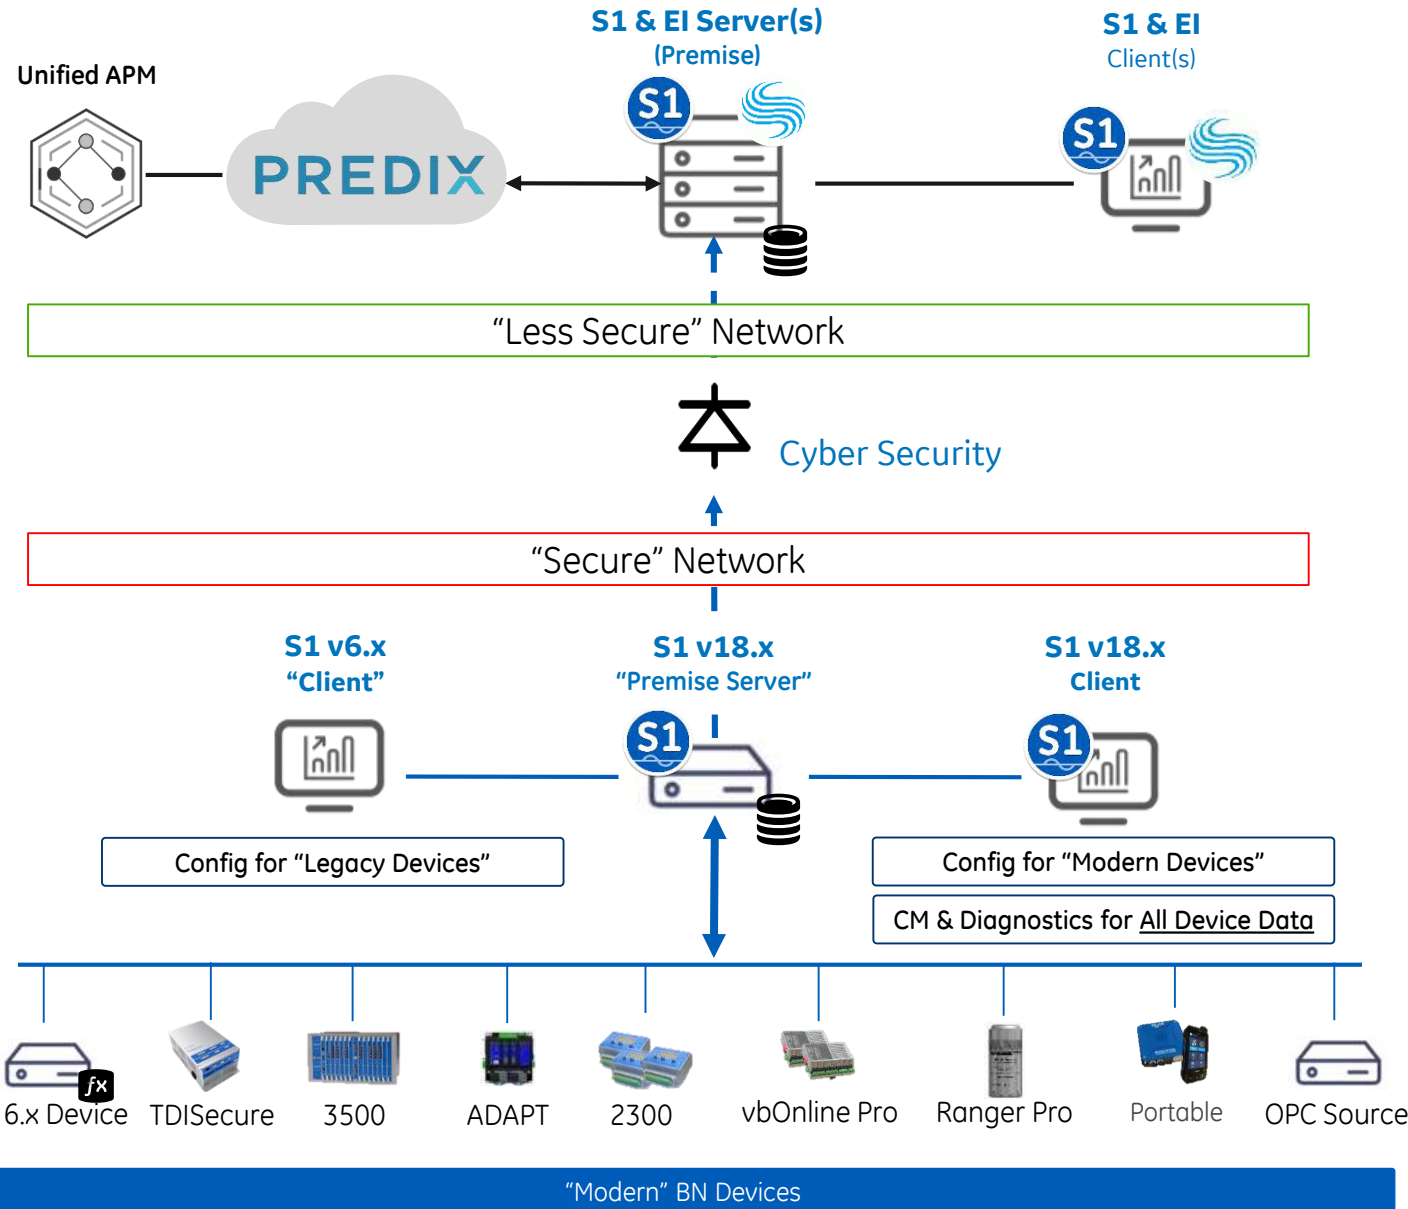 S1 & EI Server(s)
(Premise)
S1 & EI
Client(s)
Unified APM
S1
S1
PREDIX
“Less Secure” Network
Cyber Security
“Secure” Network
S1 v6.x
“Client”
S1 v18.x
“Premise Server”
S1 v18.x
Client
S1
S1
Config for “Legacy Devices”
Config for “Modern Devices”
CM & Diagnostics for All Device Data
fx
6.x Device
TDISecure
3500
ADAPT
2300
vbOnline Pro
Ranger Pro
Portable
OPC Source
“Modern” BN Devices